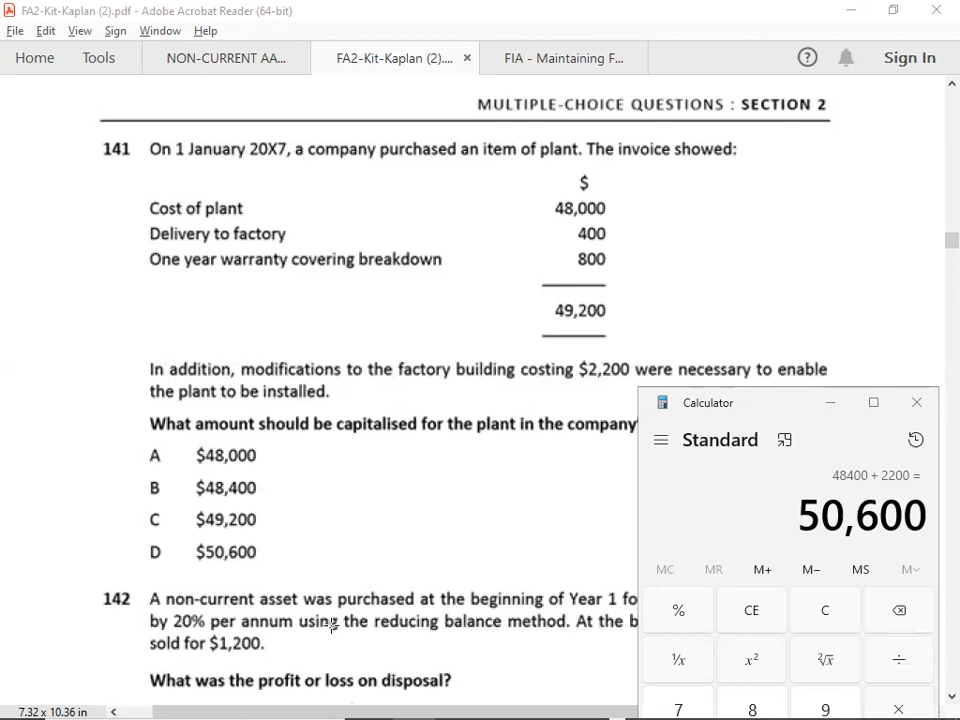 FA2-Kit-Kaplan (2).pdf - Adobe Acrobat Reader (64-bit)
File Edit View Sign Window Help
Home Tools NON-CURRENT AA... FA2-Kit-Kaplan (2).... × FIA - Maintaining F... Sign In
MULTIPLE-CHOICE QUESTIONS : SECTION 2
141 On 1 January 20X7, a company purchased an item of plant. The invoice showed:
$
Cost of plant 48,000
Delivery to factory 400
One year warranty covering breakdown 800
49,200
In addition, modifications to the factory building costing $2,200 were necessary to enable
the plant to be installed.
What amount should be capitalised for the plant in the company'
A $48,000
B $48,400
C $49,200
D $50,600
142 A non-current asset was purchased at the beginning of Year 1 fo
by 20% per annum using the reducing balance method. At the b
sold for $1,200.
What was the profit or loss on disposal?
7.32 x 10.36 in
Calculator
Standard
48400 + 2200 =
50,600
MC MR M+ M− MS M
% CE C
¹/x x² ²√x ÷
7 8 9 ×